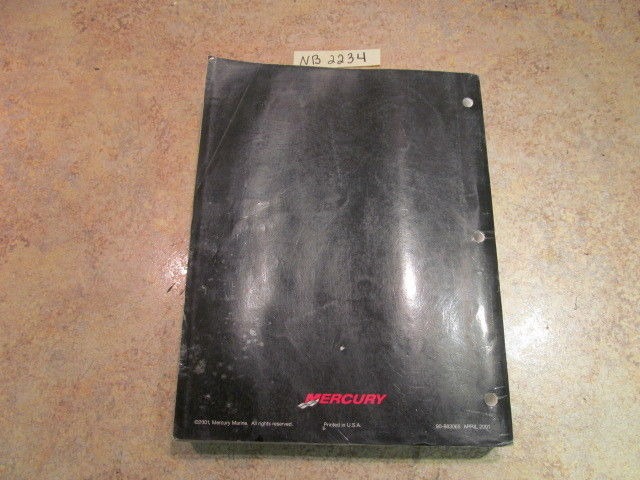 NB 2234
MERCURY
©2001, Mercury Marine. All rights reserved. Printed in U.S.A. APRIL 2001